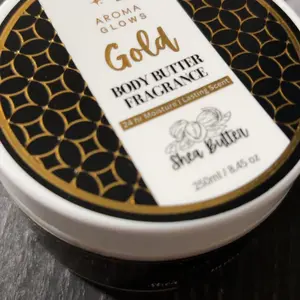 AROMA
GLOWS
Gold
BODY BUTTER
FRAGRANCE
24 hr Moisture | Lasting Scent
Shea Butter
250ml / 8.45 oz